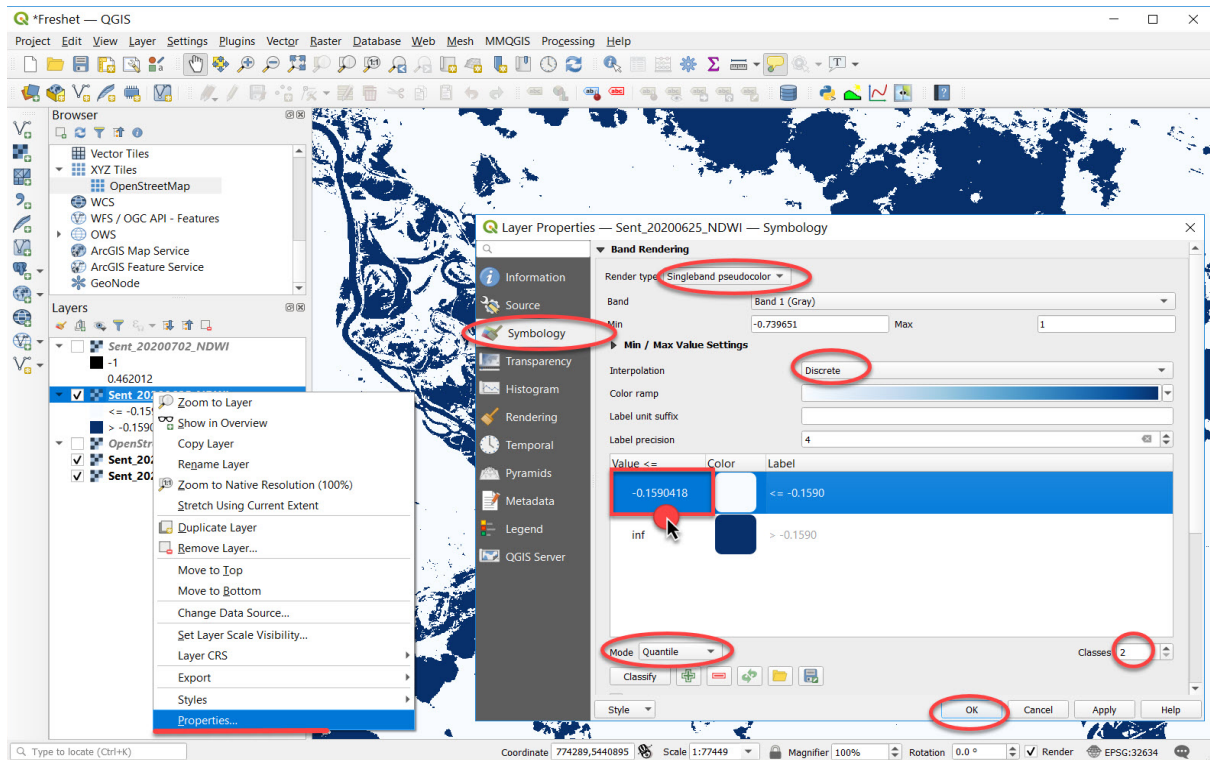 *Freshet — QGIS
Project Edit View Layer Settings Plugins Vector Raster Database Web Mesh MMQGIS Processing Help
Browser
Vector Tiles
XYZ Tiles
OpenStreetMap
WCS
WFS / OGC API - Features
OWS
ArcGIS Map Service
ArcGIS Feature Service
GeoNode
Layers
Sent_20200702_NDWI
-1
0.462012
Sent_20
<= -0.15
> -0.1590
OpenStr
Sent_202
Sent_202
Zoom to Layer
Show in Overview
Copy Layer
Rename Layer
Zoom to Native Resolution (100%)
Stretch Using Current Extent
Duplicate Layer
Remove Layer...
Move to Top
Move to Bottom
Change Data Source...
Set Layer Scale Visibility...
Layer CRS
Export
Styles
Properties...
Layer Properties — Sent_20200625_NDWI — Symbology
Information
Source
Symbology
Transparency
Histogram
Rendering
Temporal
Pyramids
Metadata
Legend
QGIS Server
Band Rendering
Render type Singleband pseudocolor
Band Band 1 (Gray)
Min -0.739651 Max 1
Min / Max Value Settings
Interpolation Discrete
Color ramp
Label unit suffix
Label precision 4
Value <= Color Label
-0.1590418 <= -0.1590
inf > -0.1590
Mode Quantile Classes 2
Classify
Style OK Cancel Apply Help
Type to locate (Ctrl+K) Coordinate 774289,5440895 Scale 1:77449 Magnifier 100% Rotation 0.0 ° Render EPSG:32634